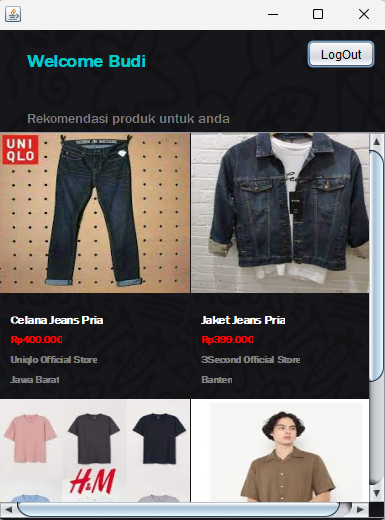 Welcome Budi
LogOut
Rekomendasi produk untuk anda
UNI
QLO
Celana Jeans Pria
Rp400.000
Uniqlo Official Store
Jawa Barat
Jaket Jeans Pria
Rp399.000
3Second Official Store
Banten
H&M